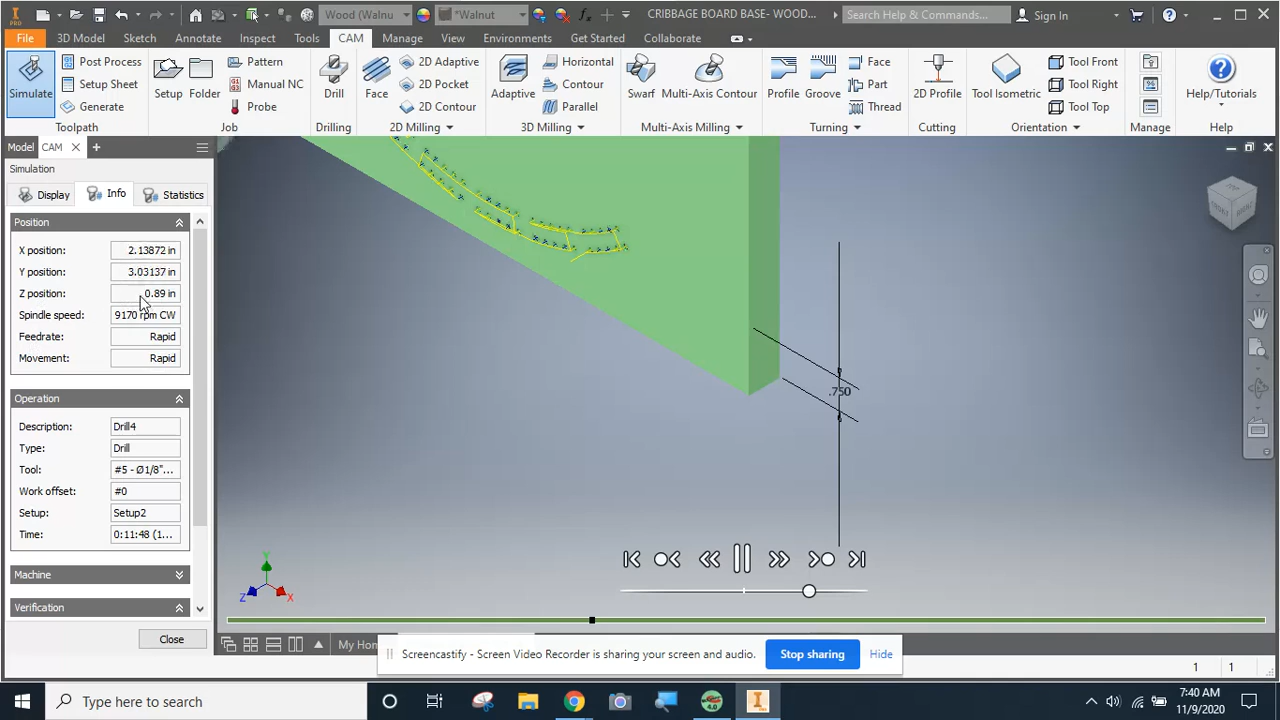 Wood (Walnu
*Walnut
CRIBBAGE BOARD BASE- WOOD...
Search Help & Commands...
Sign In
File
3D Model
Sketch
Annotate
Inspect
Tools
CAM
Manage
View
Environments
Get Started
Collaborate
Simulate
Post Process
Setup Sheet
Generate
Toolpath
Setup
Folder
Pattern
Manual NC
Probe
Job
Drill
Drilling
Face
2D Adaptive
2D Pocket
2D Contour
2D Milling
Adaptive
Horizontal
Contour
Parallel
3D Milling
Swarf
Multi-Axis Contour
Multi-Axis Milling
Profile
Groove
Face
Part
Thread
Turning
2D Profile
Cutting
Tool Isometric
Tool Front
Tool Right
Tool Top
Orientation
Manage
Help/Tutorials
Help
Model
CAM
Simulation
Display
Info
Statistics
Position
X position: 2.13872 in
Y position: 3.03137 in
Z position: 0.89 in
Spindle speed: 9170 rpm CW
Feedrate: Rapid
Movement: Rapid
Operation
Description: Drill4
Type: Drill
Tool: #5 - Ø1/8"...
Work offset: #0
Setup: Setup2
Time: 0:11:48 (1...
Machine
Verification
Close
.750
Y
Z
X
My Hom
Screencastify - Screen Video Recorder is sharing your screen and audio.
Stop sharing
Hide
1 1
Type here to search
7:40 AM
11/9/2020